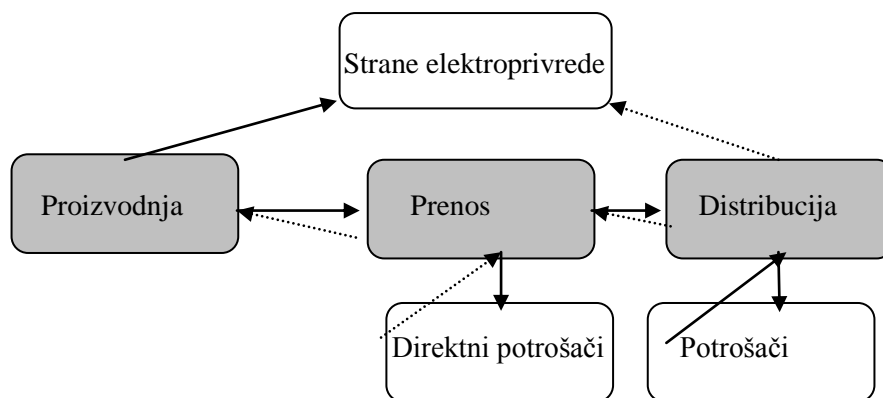 Strane elektroprivrede
Proizvodnja
Prenos
Distribucija
Direktni potrošači
Potrošači